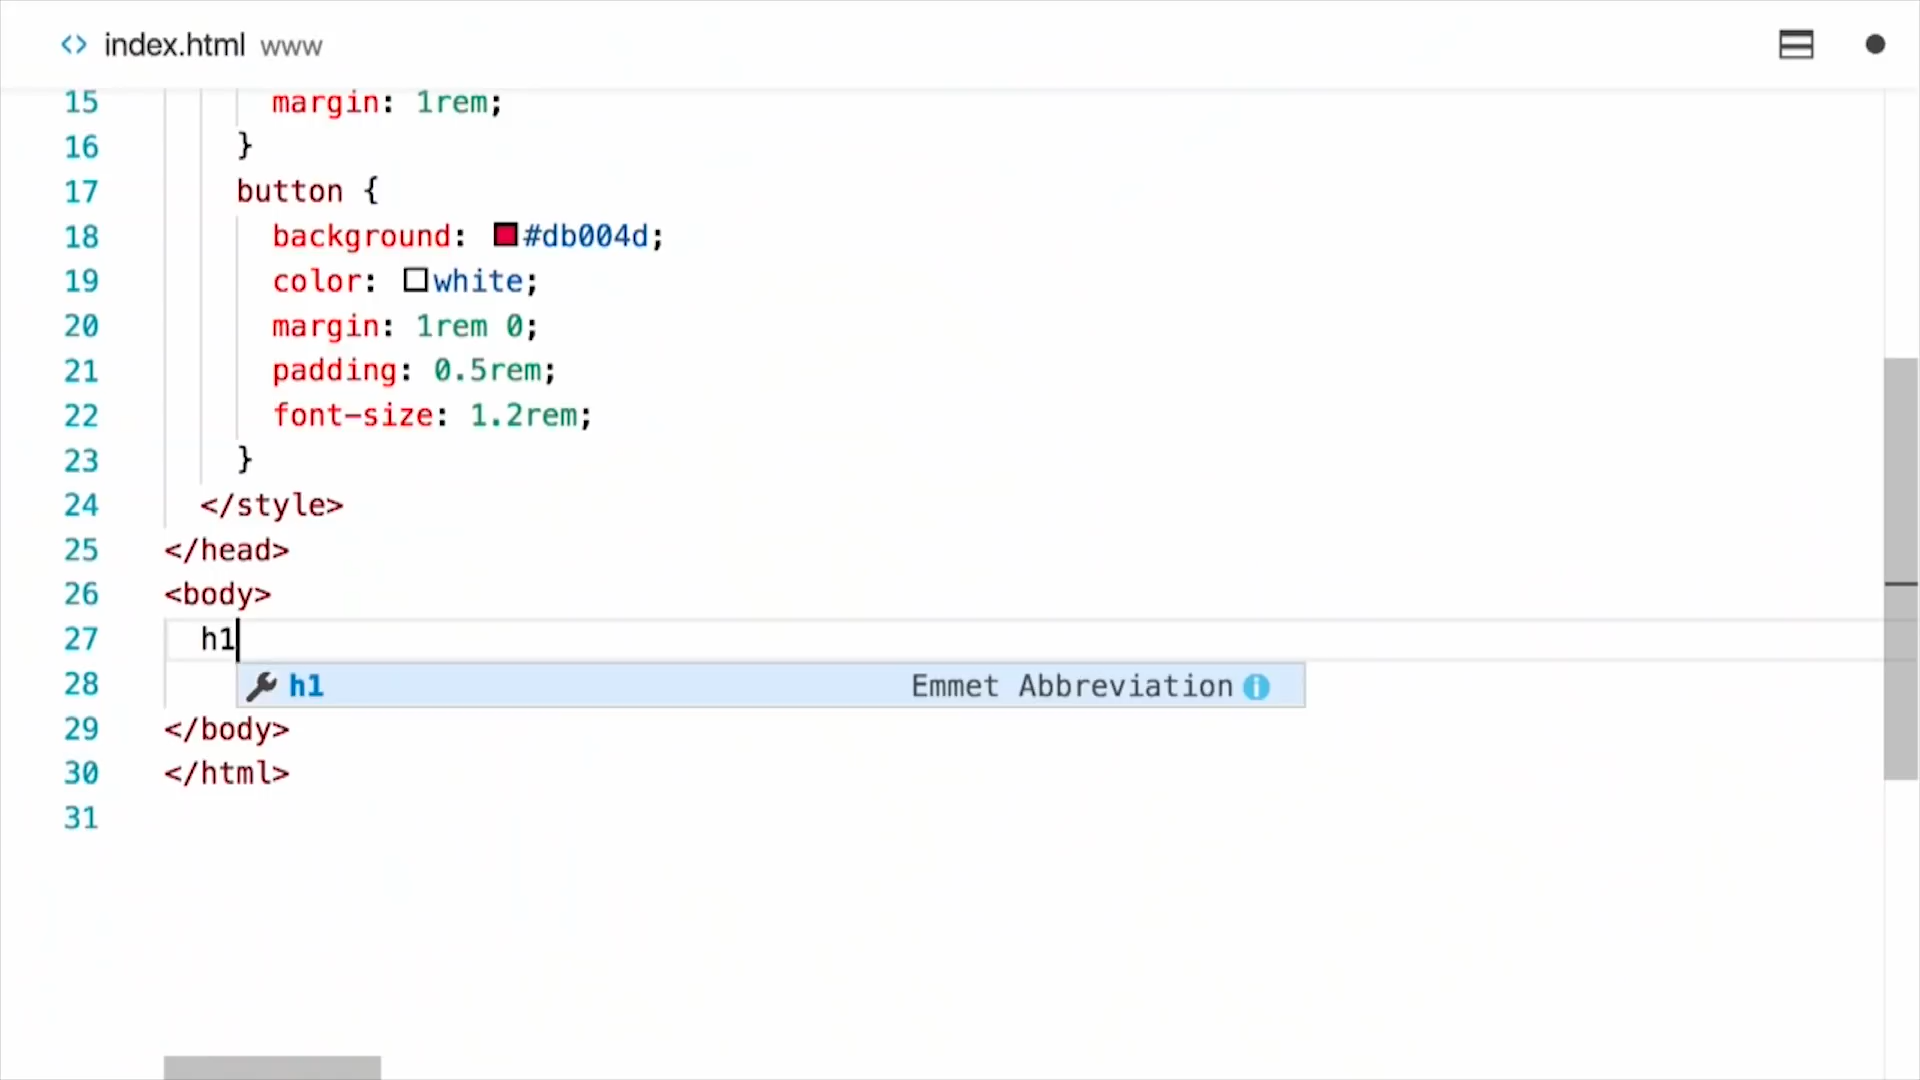 <> index.html www
15 margin: 1rem;
16 }
17 button {
18 background: #db004d;
19 color: white;
20 margin: 1rem 0;
21 padding: 0.5rem;
22 font-size: 1.2rem;
23 }
24 </style>
25 </head>
26 <body>
27 h1
28 h1 Emmet Abbreviation i
29 </body>
30 </html>
31